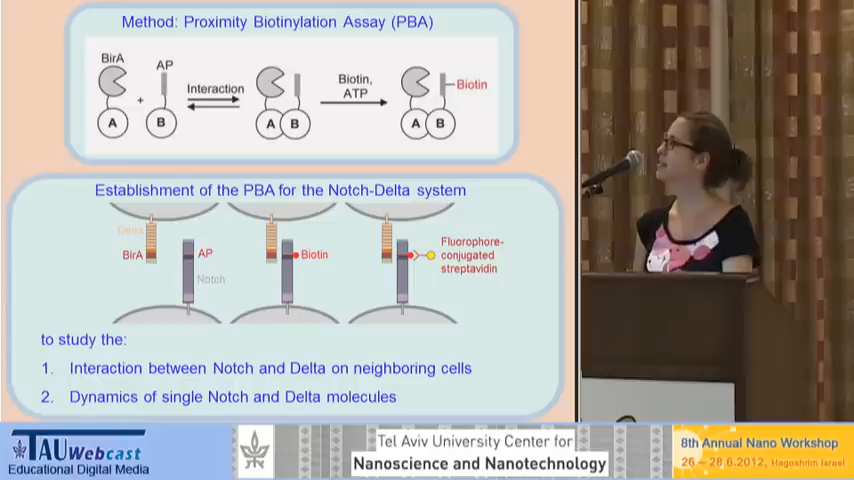 Method: Proximity Biotinylation Assay (PBA)
BirA
AP
Interaction
Biotin,
ATP
Biotin
+
A
B
A
B
A
B
Establishment of the PBA for the Notch-Delta system
Delta
BirA
AP
Notch
Biotin
Fluorophore-
conjugated
streptavidin
to study the:
1. Interaction between Notch and Delta on neighboring cells
2. Dynamics of single Notch and Delta molecules
TAU Webcast
Educational Digital Media
Tel Aviv University Center for
Nanoscience and Nanotechnology
8th Annual Nano Workshop
26 – 28.6.2012, Hagoshrim Israel